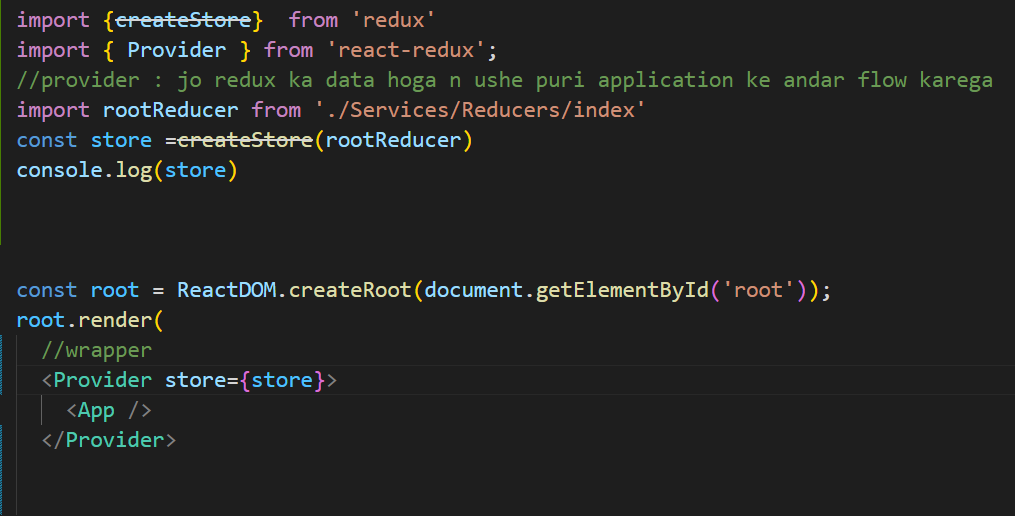 import {createStore}  from 'redux'
import { Provider } from 'react-redux';
//provider : jo redux ka data hoga n ushe puri application ke andar flow karega
import rootReducer from './Services/Reducers/index'
const store =createStore(rootReducer)
console.log(store)
const root = ReactDOM.createRoot(document.getElementById('root'));
root.render(
  //wrapper
  <Provider store={store}>
    <App />
  </Provider>